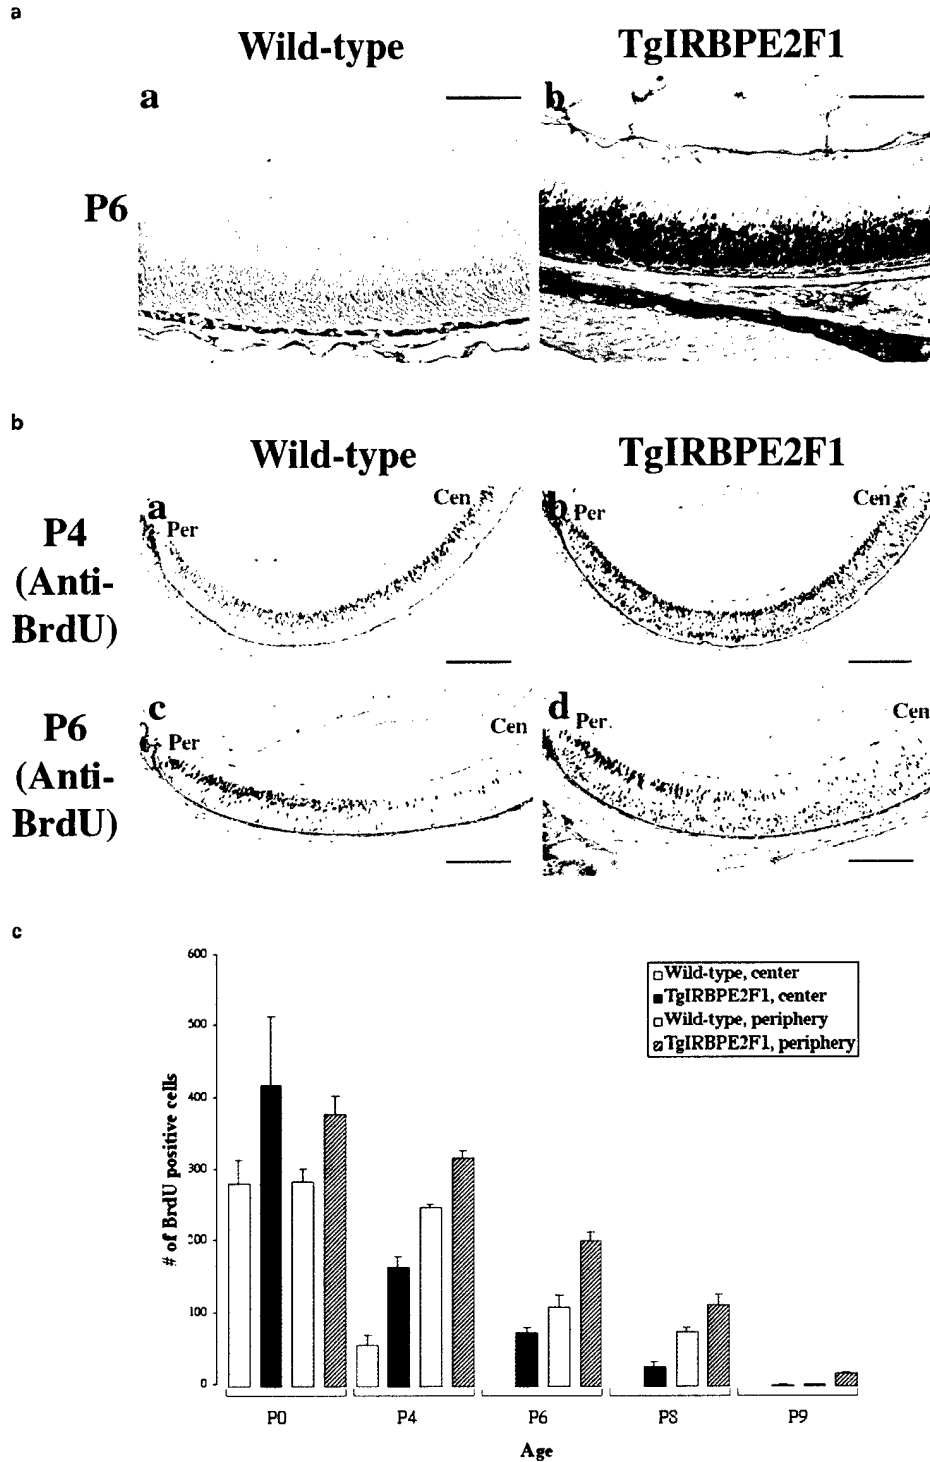 a
Wild-type TgIRBPE2F1
a b
P6
b
Wild-type TgIRBPE2F1
P4
(Anti-
BrdU)
a Per Cen
b Per Cen
P6
(Anti-
BrdU)
c Per Cen
d Per. Cen
c
# of BrdU positive cells
600
500
400
300
200
100
0
Wild-type, center
TgIRBPE2F1, center
Wild-type, periphery
TgIRBPE2F1, periphery
P0 P4 P6 P8 P9
Age